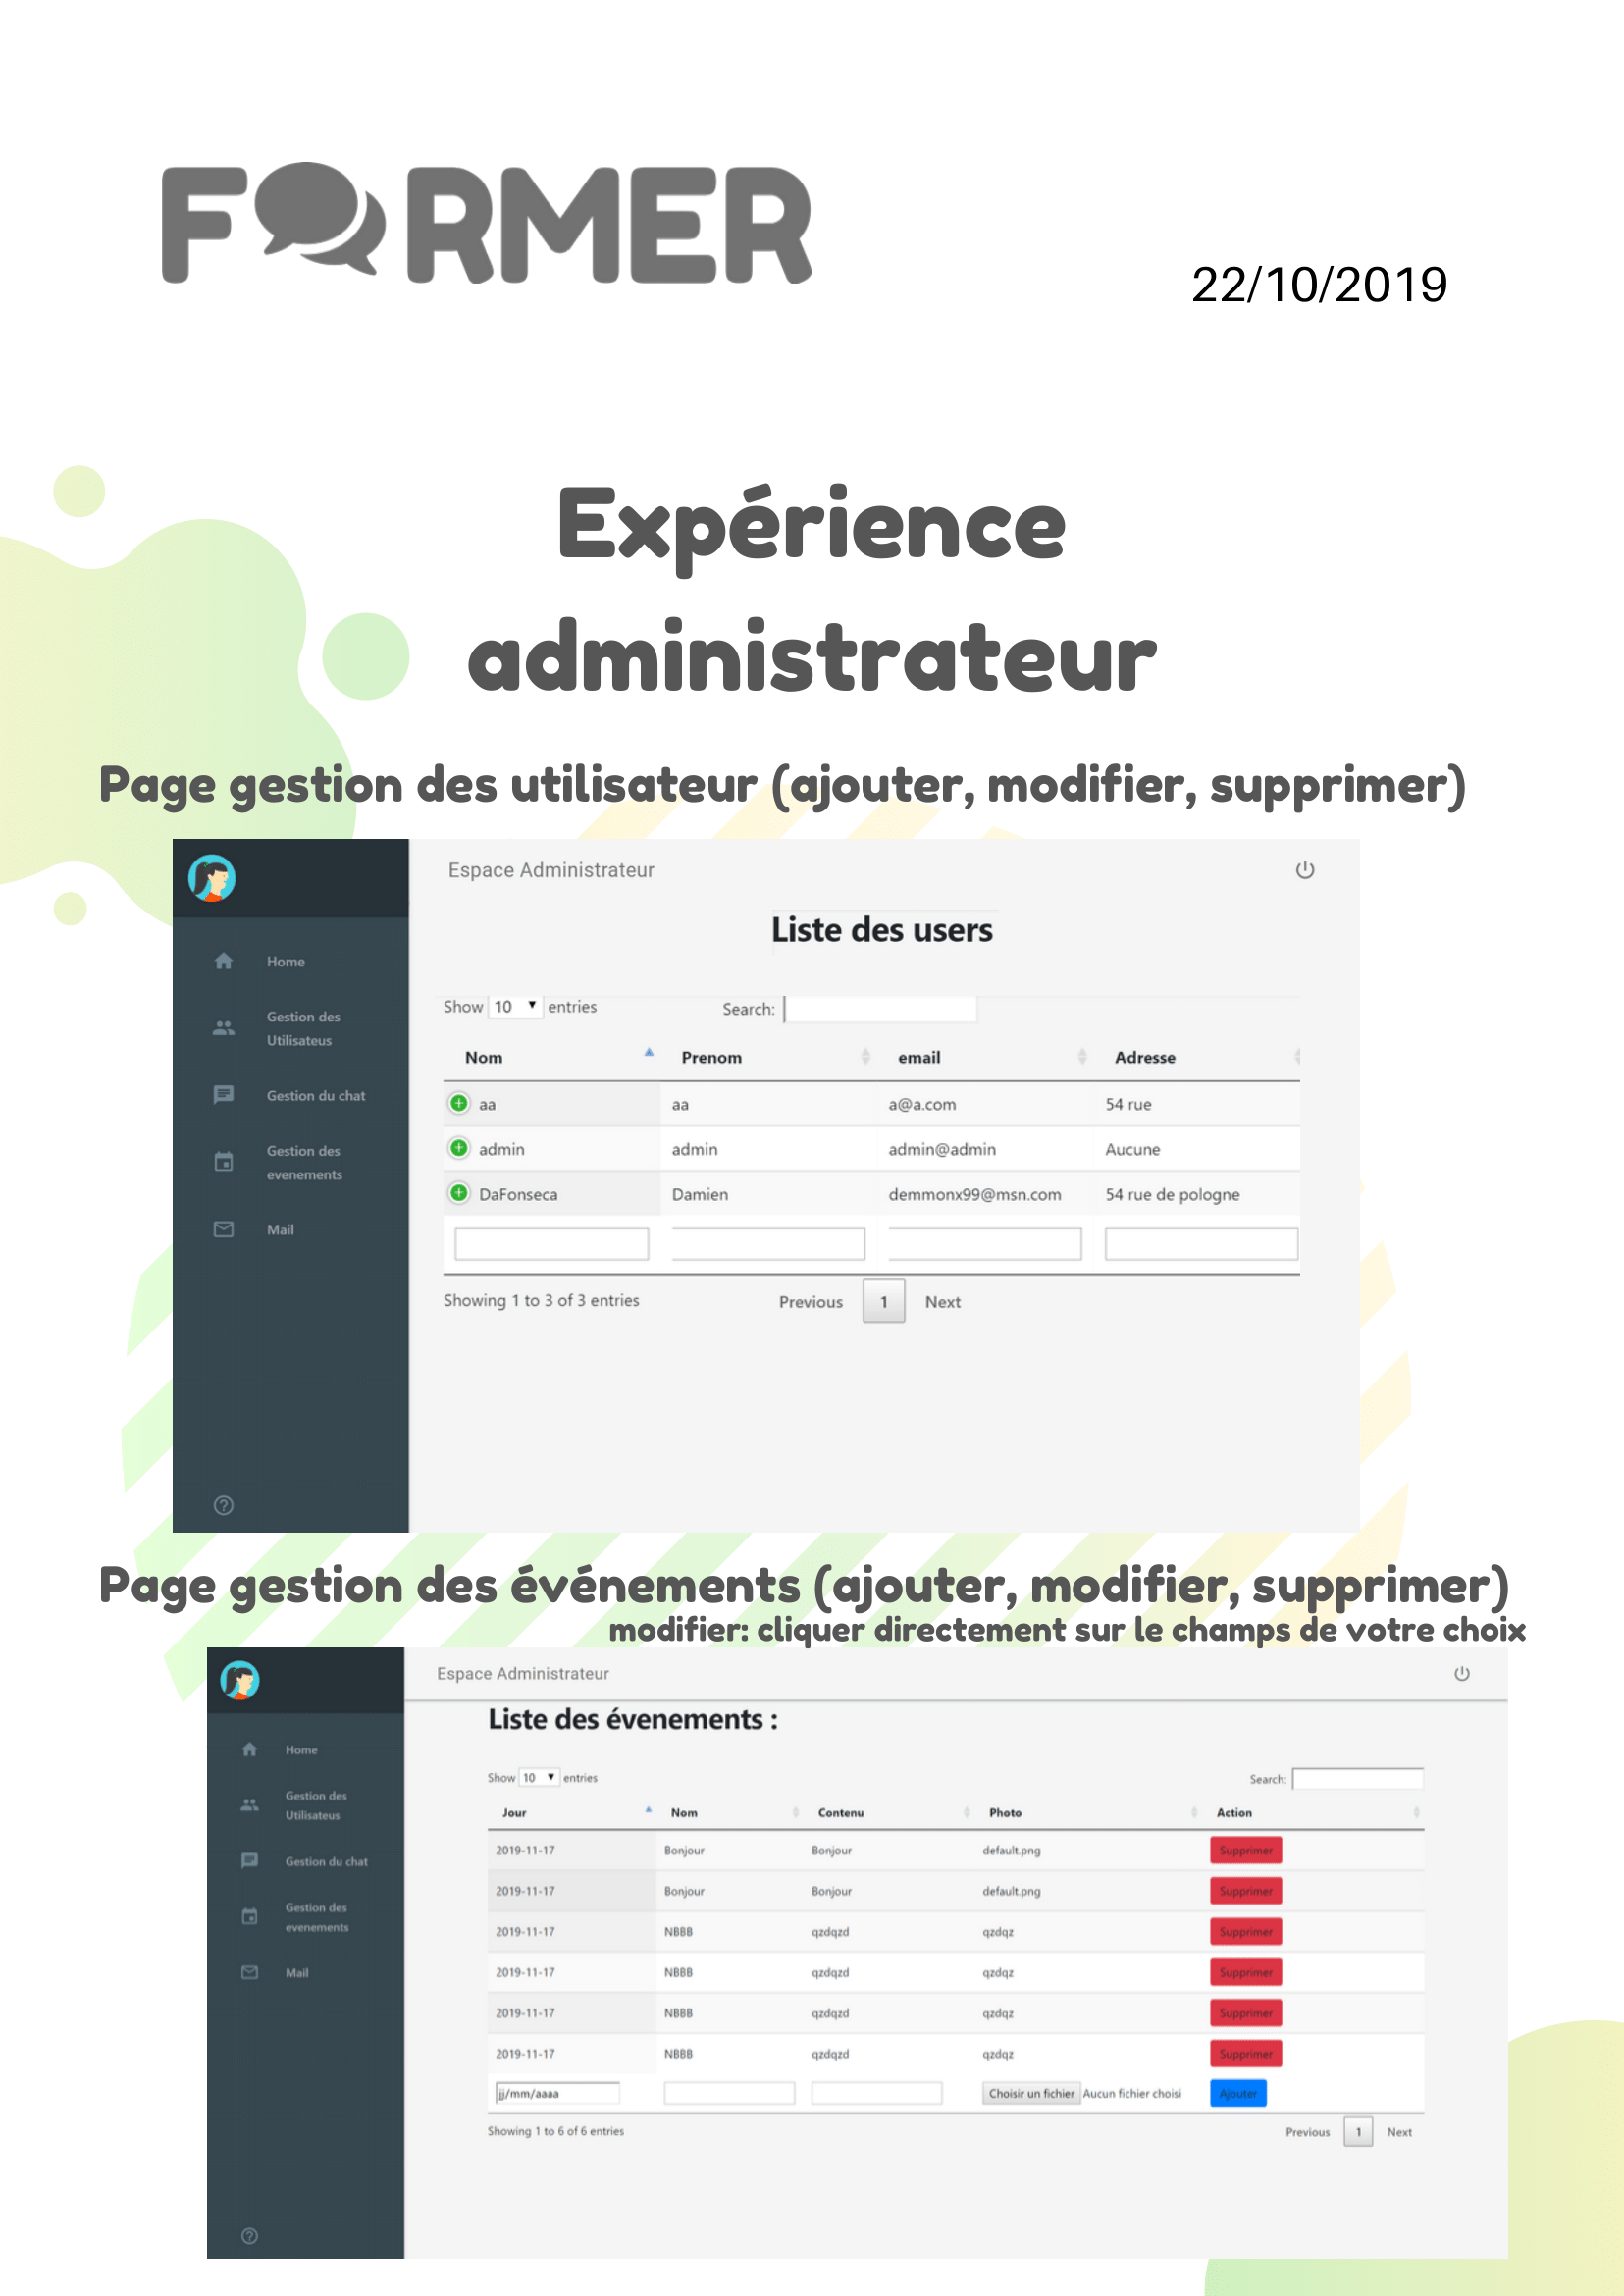 FORMER
22/10/2019
Expérience
administrateur
Page gestion des utilisateur (ajouter, modifier, supprimer)
Espace Administrateur
Liste des users
Home
Gestion des
Utilisateus
Gestion du chat
Gestion des
evenements
Mail
Show 10 entries Search:
Nom Prenom email Adresse
aa aa a@a.com 54 rue
admin admin admin@admin Aucune
DaFonseca Damien demmonx99@msn.com 54 rue de pologne
Showing 1 to 3 of 3 entries Previous 1 Next
Page gestion des événements (ajouter, modifier, supprimer)
modifier: cliquer directement sur le champs de votre choix
Espace Administrateur
Liste des évenements :
Home
Gestion des
Utilisateus
Gestion du chat
Gestion des
evenements
Mail
Show 10 entries Search:
Jour Nom Contenu Photo Action
2019-11-17 Bonjour Bonjour default.png Supprimer
2019-11-17 Bonjour Bonjour default.png Supprimer
2019-11-17 NBBB qzdqzd qzdqz Supprimer
2019-11-17 NBBB qzdqzd qzdqz Supprimer
2019-11-17 NBBB qzdqzd qzdqz Supprimer
2019-11-17 NBBB qzdqzd qzdqz Supprimer
jj/mm/aaaa Choisir un fichier Aucun fichier choisi Ajouter
Showing 1 to 6 of 6 entries Previous 1 Next